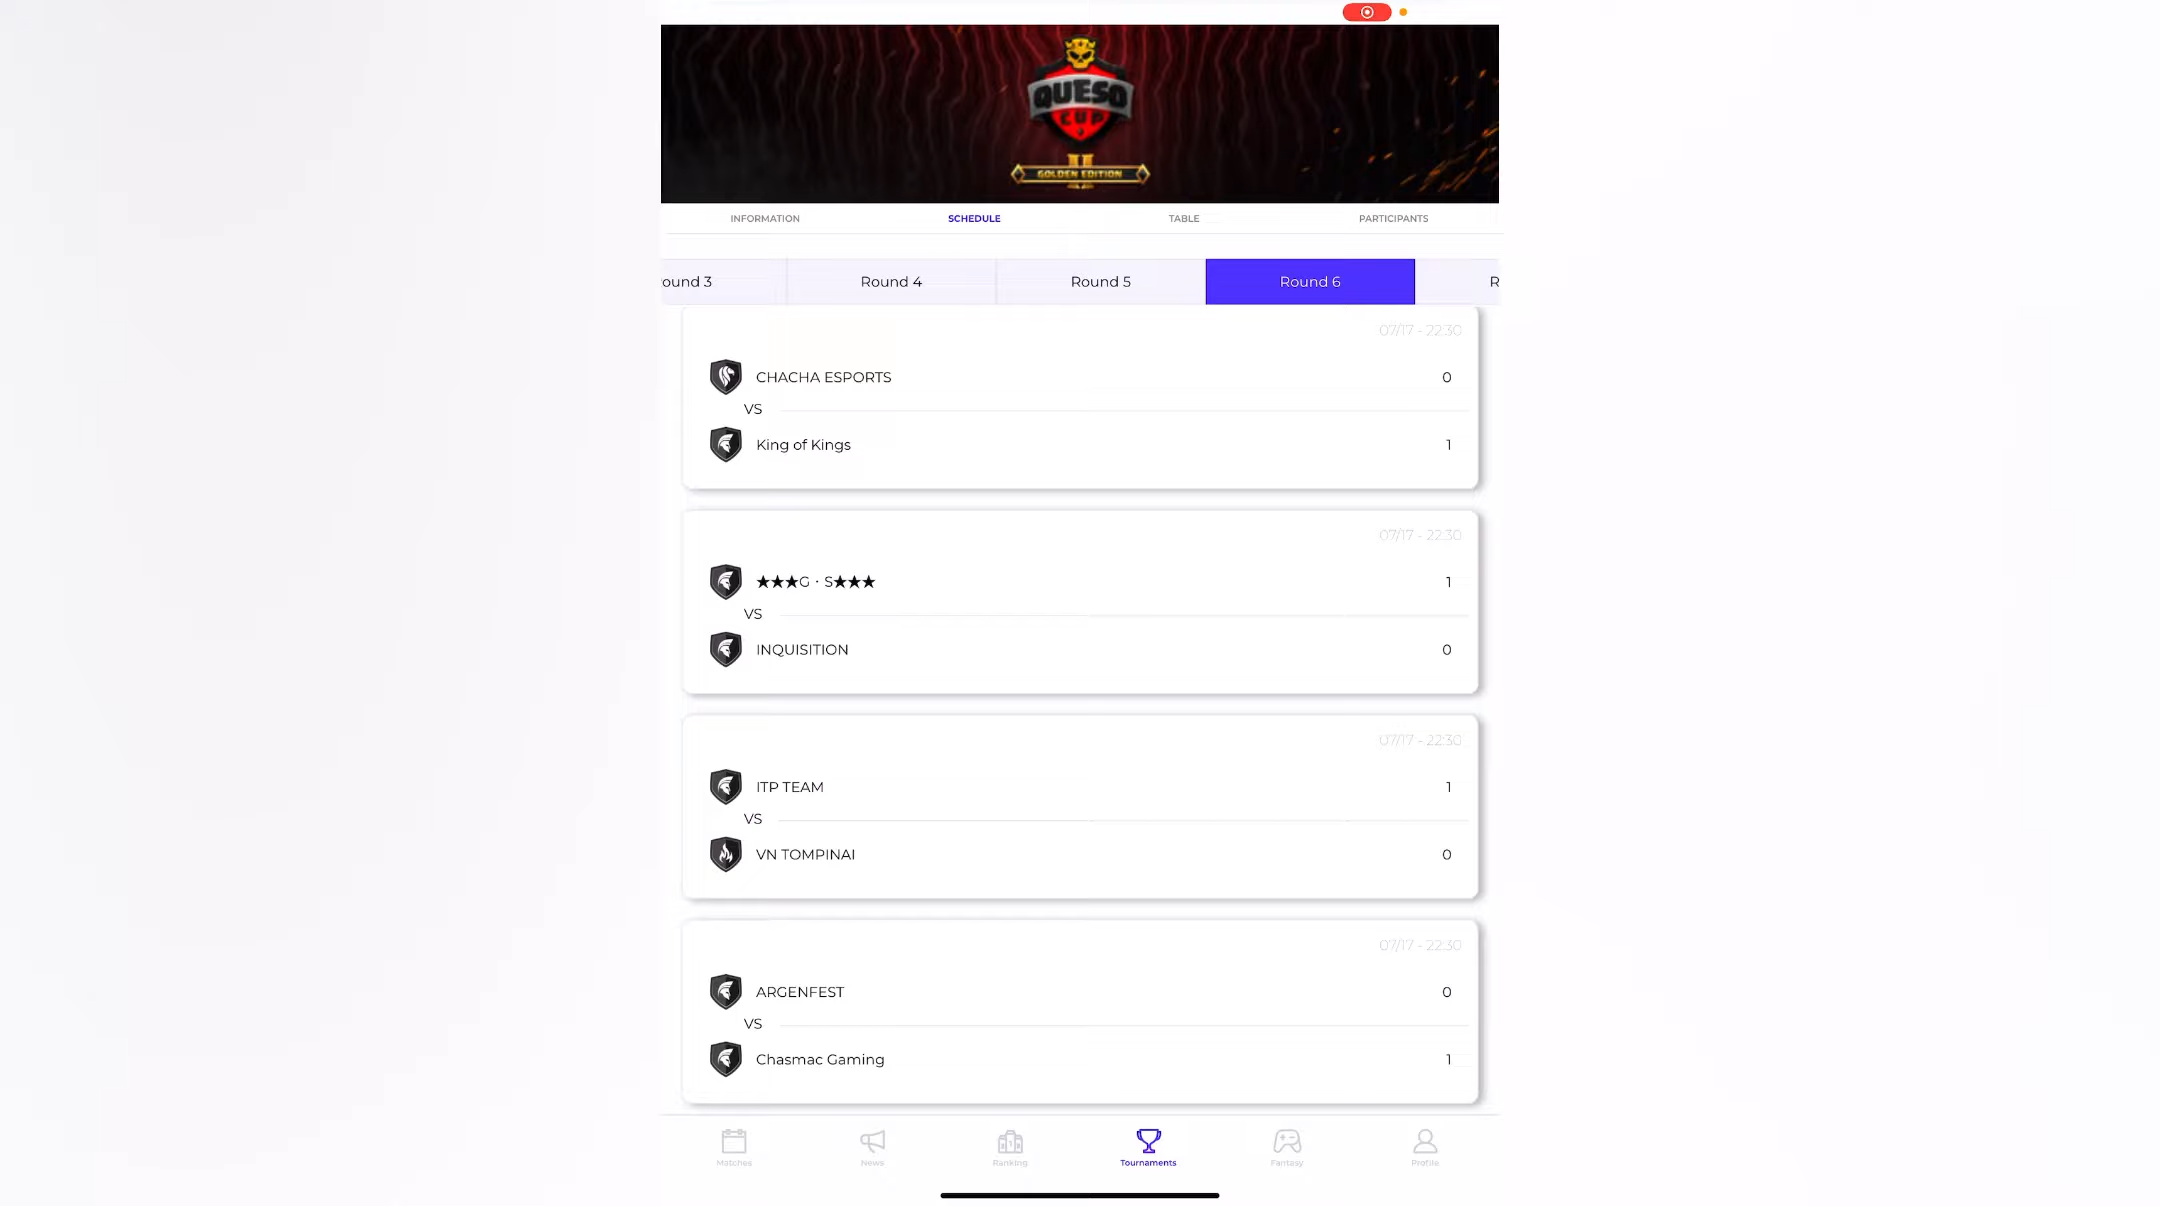 QUESO
CUP
II
GOLDEN EDITION
INFORMATION SCHEDULE TABLE PARTICIPANTS
ound 3 Round 4 Round 5 Round 6 R
07/17 - 22:30
CHACHA ESPORTS 0
VS
King of Kings 1
07/17 - 22:30
★★★G · S★★★ 1
VS
INQUISITION 0
07/17 - 22:30
ITP TEAM 1
VS
VN TOMPINAI 0
07/17 - 22:30
ARGENFEST 0
VS
Chasmac Gaming 1
Matches News Ranking Tournaments Fantasy Profile